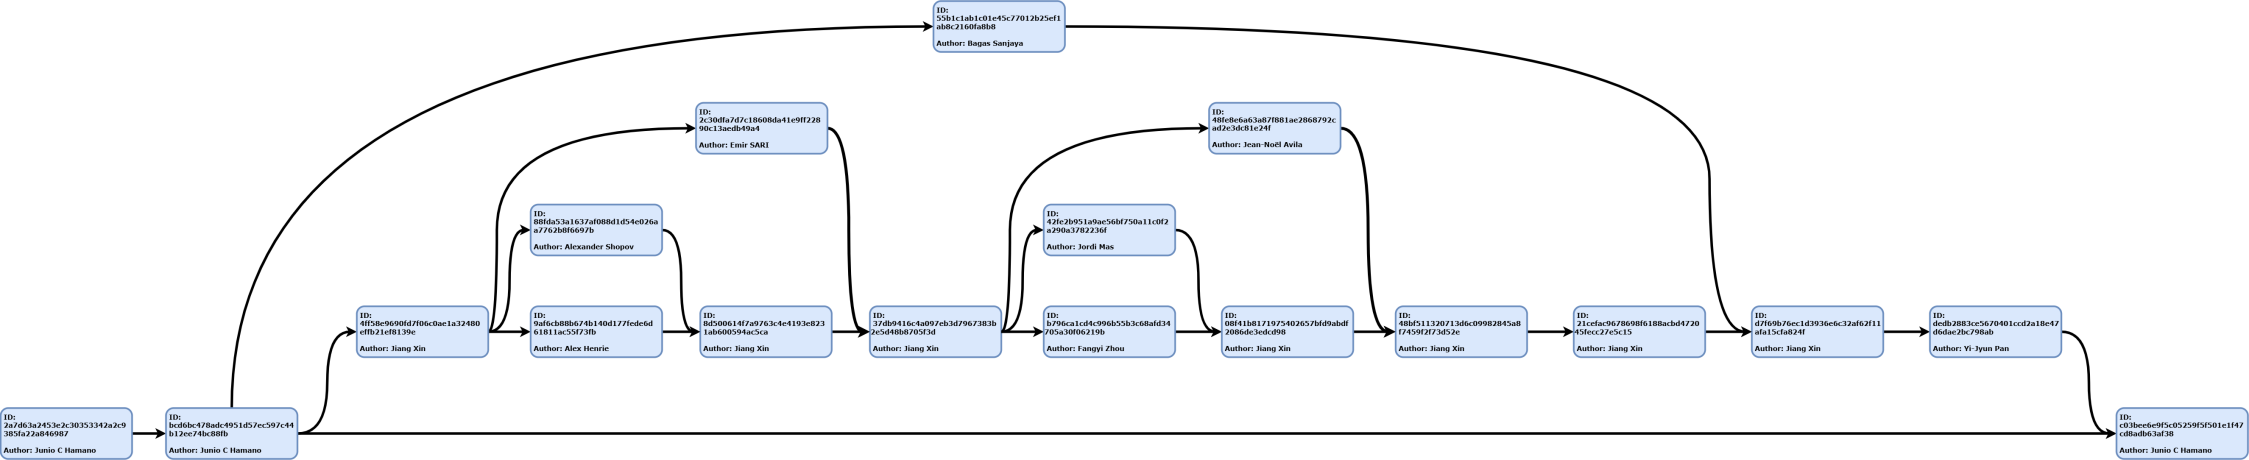 ID:
55b1c1ab1c01e45c77012b25ef1
ab8c2160fa8b8
Author: Bagas Sanjaya
ID:
2c30dfa7d7c18608da41e9ff228
90c13aedb49a4
Author: Emir SARI
ID:
48fe8e6a63a87f881ae2868792c
ad2e3dc81e24f
Author: Jean-Noël Avila
ID:
88fda53a1637af088d1d54e026a
a7762b8f6697b
Author: Alexander Shopov
ID:
42fe2b951a9ae56bf750a11c0f2
a290a3782236f
Author: Jordi Mas
ID:
4ff58e9690fd7f06c0ae1a32480
effb21ef8139e
Author: Jiang Xin
ID:
9af6cb88b674b140d177fede6d
61811ac55f73fb
Author: Alex Henrie
ID:
8d500614f7a9763c4e4193e823
1ab600594ac5ca
Author: Jiang Xin
ID:
37db9416c4a097eb3d7967383b
2e5d48b8705f3d
Author: Jiang Xin
ID:
b796ca1cd4c996b55b3c68afd34
705a30f06219b
Author: Fangyi Zhou
ID:
08f41b8171975402657bfd9abdf
2086de3edcd98
Author: Jiang Xin
ID:
48bf511320713d6c09982845a8
f7459f2f73d52e
Author: Jiang Xin
ID:
21cefac9678698f6188acbd4720
45fecc27e5c15
Author: Jiang Xin
ID:
d7f69b76ec1d3936e6c32af62f11
afa15cfa824f
Author: Jiang Xin
ID:
dedb2883ce5670401ccd2a18e47
d6dae2bc798ab
Author: Yi-Jyun Pan
ID:
2a7d63a2453e2c30353342a2c9
385fa22a846987
Author: Junio C Hamano
ID:
bcd6bc478adc4951d57ec597c44
b12ee74bc88fb
Author: Junio C Hamano
ID:
c03bee6e9f5c05259f5f501e1f47
cd8adb63af38
Author: Junio C Hamano